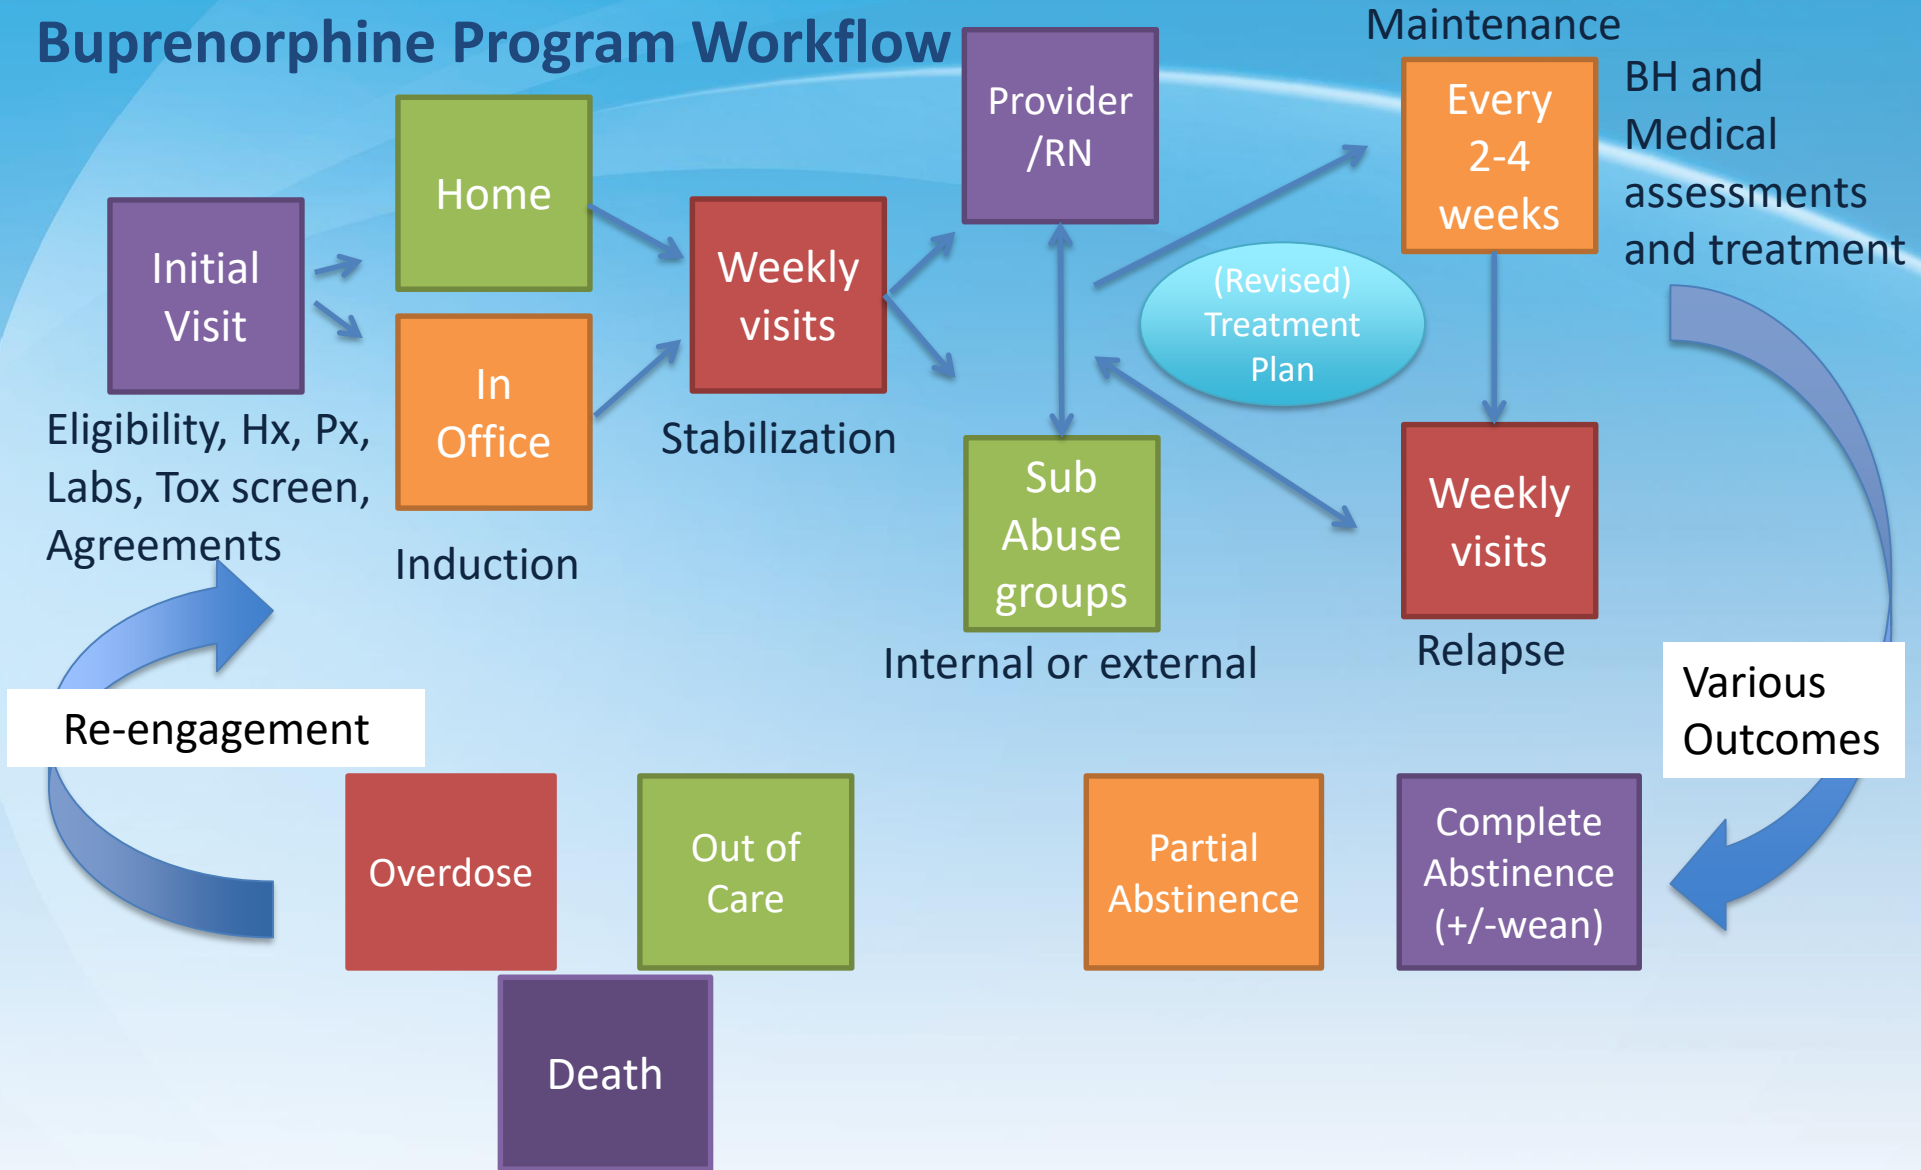 Buprenorphine Program Workflow
Initial
Visit
Eligibility, Hx, Px,
Labs, Tox screen,
Agreements
Home
In
Office
Induction
Weekly
visits
Stabilization
Provider
/RN
Sub
Abuse
groups
Internal or external
(Revised)
Treatment
Plan
Maintenance
Every
2-4
weeks
BH and
Medical
assessments
and treatment
Weekly
visits
Relapse
Various
Outcomes
Re-engagement
Overdose
Out of
Care
Partial
Abstinence
Complete
Abstinence
(+/-wean)
Death